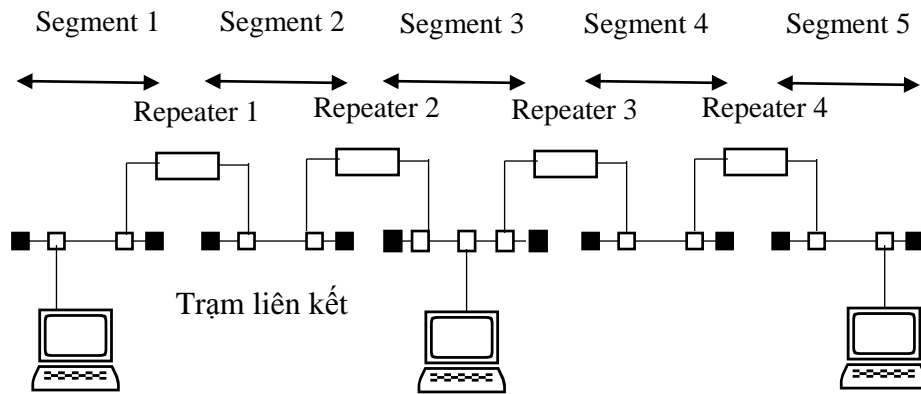 Segment 1 Segment 2 Segment 3 Segment 4 Segment 5
Repeater 1 Repeater 2 Repeater 3 Repeater 4
Trạm liên kết